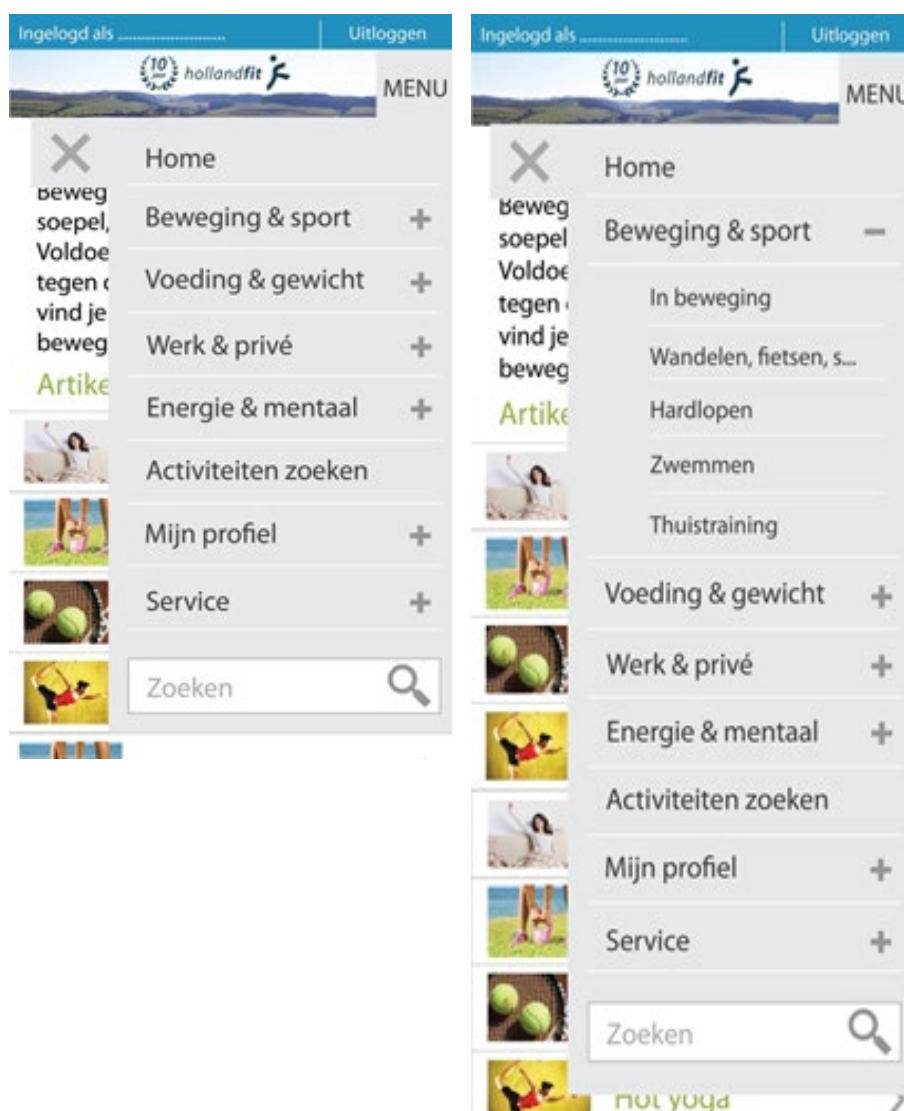 Ingelogd als ........................... Uitloggen
10 hollandfit
MENU
Home
Beweg
soepel,
Voldoe
tegen
vind je
beweg
Artike
Beweging & sport
Voeding & gewicht
Werk & privé
Energie & mentaal
Activiteiten zoeken
Mijn profiel
Service
Zoeken
Ingelogd als ........................... Uitloggen
10 hollandfit
MENU
Home
Beweg
soepel
Voldoe
tegen
vind je
beweg
Artike
Beweging & sport
In beweging
Wandelen, fietsen, s...
Hardlopen
Zwemmen
Thuistraining
Voeding & gewicht
Werk & privé
Energie & mentaal
Activiteiten zoeken
Mijn profiel
Service
Zoeken
Hot yoga